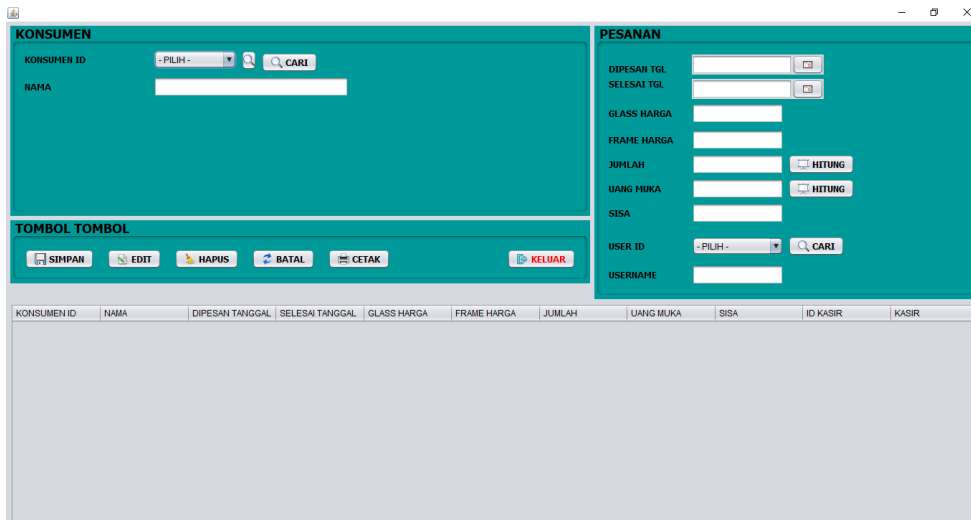 KONSUMEN
KONSUMEN ID - PILIH - CARI
NAMA
PESANAN
DIPESAN TGL
SELESAI TGL
GLASS HARGA
FRAME HARGA
JUMLAH HITUNG
UANG MUKA HITUNG
SISA
USER ID - PILIH - CARI
USERNAME
TOMBOL TOMBOL
SIMPAN EDIT HAPUS BATAL CETAK KELUAR
KONSUMEN ID NAMA DIPESAN TANGGAL SELESAI TANGGAL GLASS HARGA FRAME HARGA JUMLAH UANG MUKA SISA ID KASIR KASIR